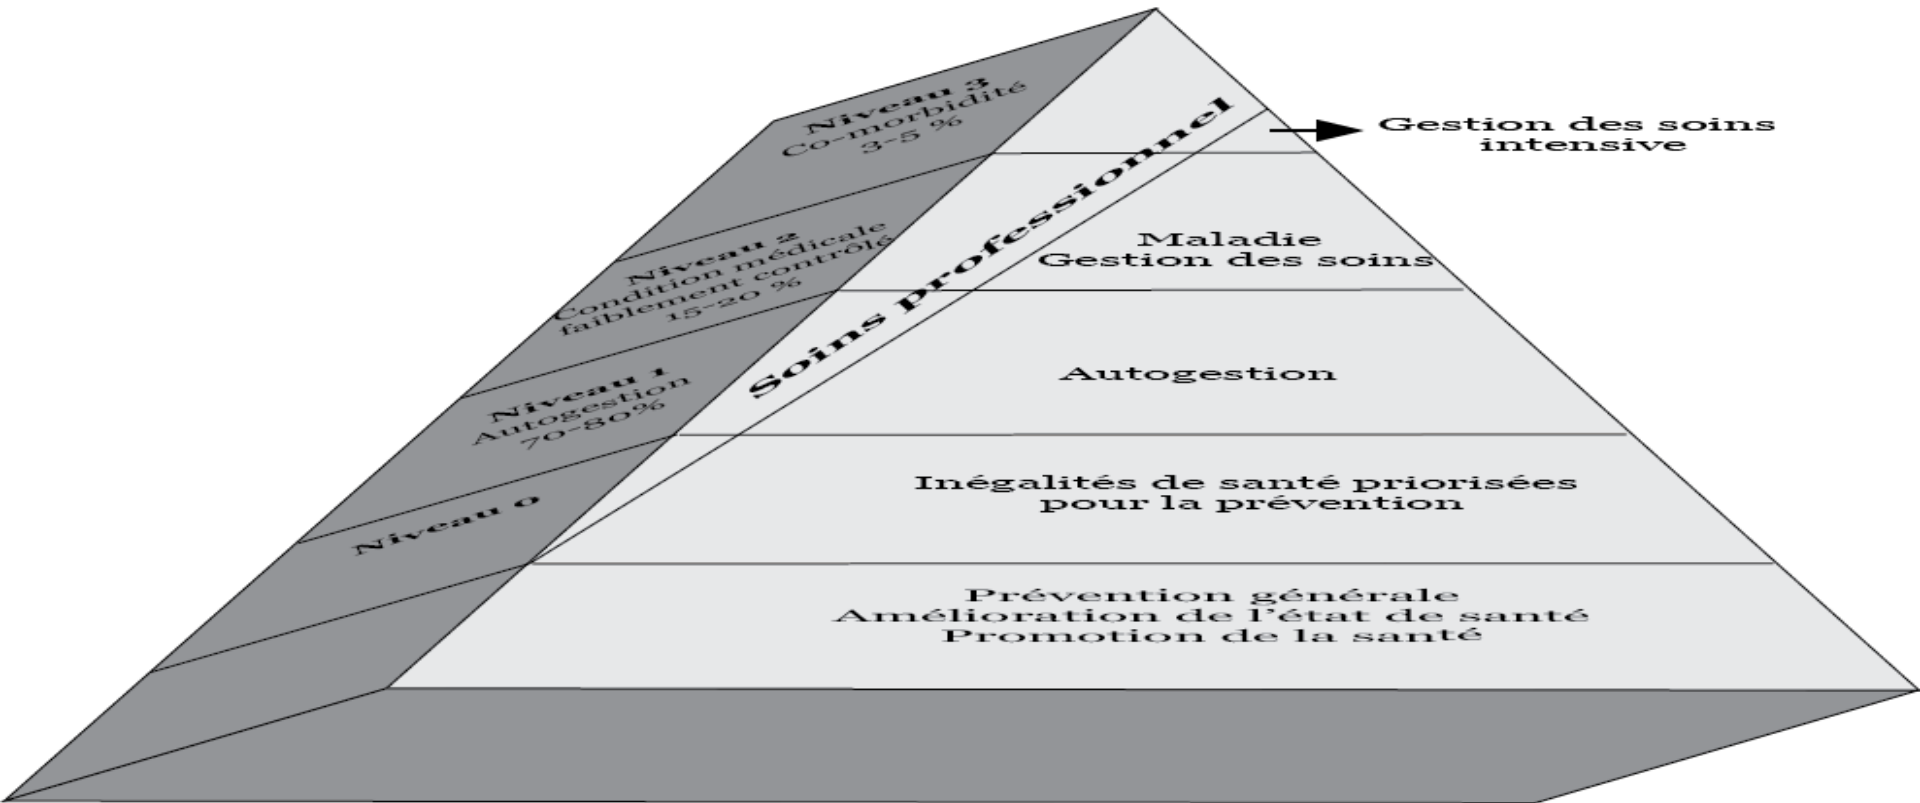 Niveau 3
Co-morbidité
3-5 %
Niveau 2
Condition médicale
faiblement contrôlé
15-20 %
Niveau 1
Autogestion
70-80%
Niveau 0
Soins professionnel
Gestion des soins
intensive
Maladie
Gestion des soins
Autogestion
Inégalités de santé priorisées
pour la prévention
Prévention générale
Amélioration de l'état de santé
Promotion de la santé